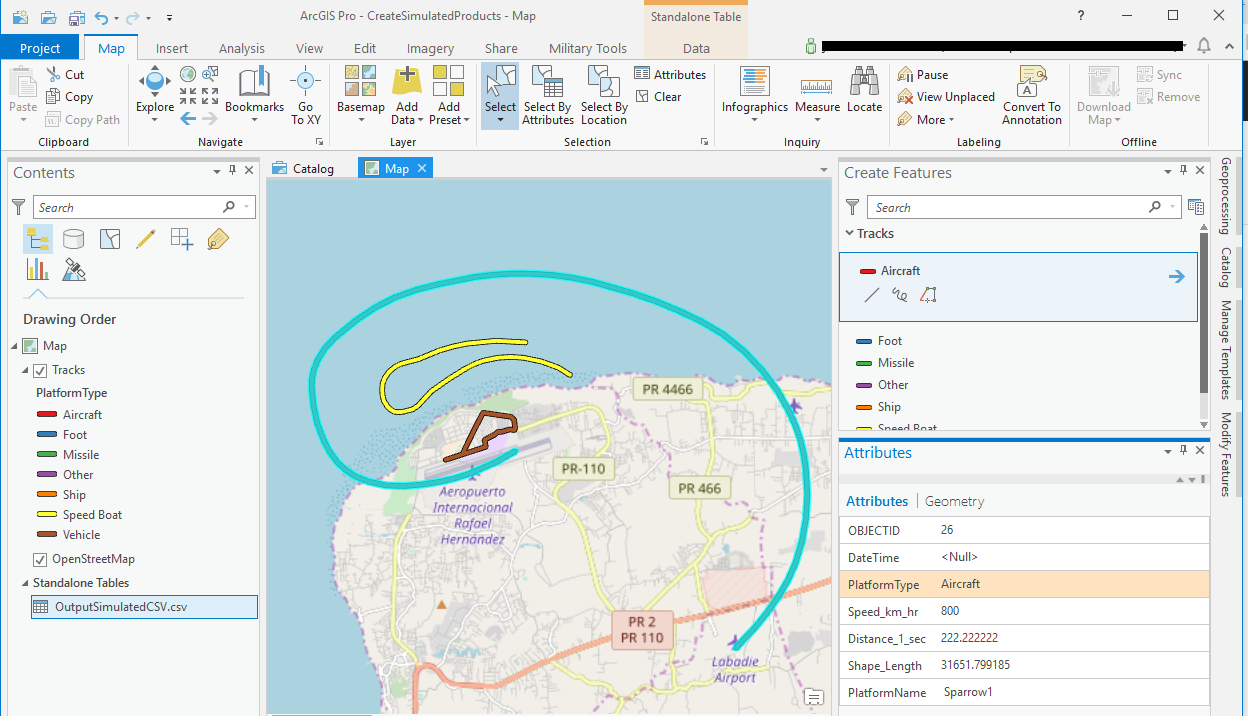 ArcGIS Pro - CreateSimulatedProducts - Map
Standalone Table
?
Project
Map
Insert
Analysis
View
Edit
Imagery
Share
Military Tools
Data
Paste
Cut
Copy
Copy Path
Clipboard
Explore
Bookmarks
Go
To XY
Navigate
Basemap
Add
Data
Add
Preset
Layer
Select
Select By
Attributes
Select By
Location
Attributes
Clear
Selection
Infographics
Measure
Locate
Inquiry
Pause
View Unplaced
More
Convert To
Annotation
Labeling
Download
Map
Sync
Remove
Offline
Contents
Search
Drawing Order
Map
Tracks
PlatformType
Aircraft
Foot
Missile
Other
Ship
Speed Boat
Vehicle
OpenStreetMap
Standalone Tables
OutputSimulatedCSV.csv
Catalog
Map
PR 4466
PR-110
PR 466
Aeropuerto
Internacional
Rafael
Hernández
PR 2
PR 110
Labadie
Airport
Create Features
Search
Tracks
Aircraft
Foot
Missile
Other
Ship
Speed Boat
Attributes
Attributes
Geometry
OBJECTID 26
DateTime <Null>
PlatformType Aircraft
Speed_km_hr 800
Distance_1_sec 222.222222
Shape_Length 31651.799185
PlatformName Sparrow1
Geoprocessing
Catalog
Manage Templates
Modify Features